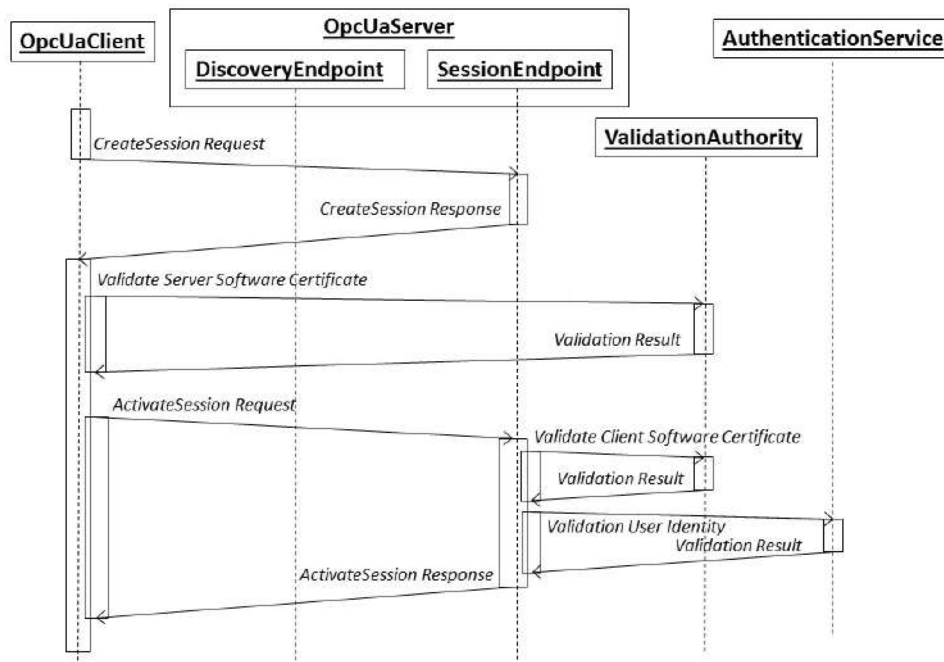 OpcUaServer
OpcUaClient
AuthenticationService
DiscoveryEndpoint
SessionEndpoint
CreateSession Request
ValidationAuthority
CreateSession Response
Validate Server Software Certificate
Validation Result
ActivateSession Request
Validate Client Software Certificate
Validation Result
Validation User Identity
Validation Result
ActivateSession Response